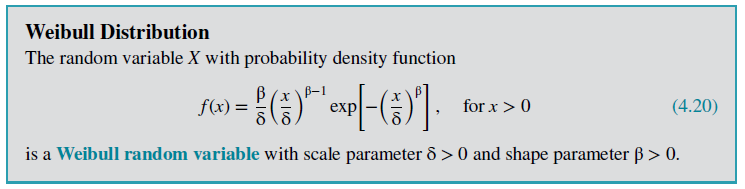 Weibull Distribution
The random variable X with probability density function
f(x) = β/δ (x/δ)^(β−1) exp[−(x/δ)^β], for x > 0 (4.20)
is a Weibull random variable with scale parameter δ > 0 and shape parameter β > 0.